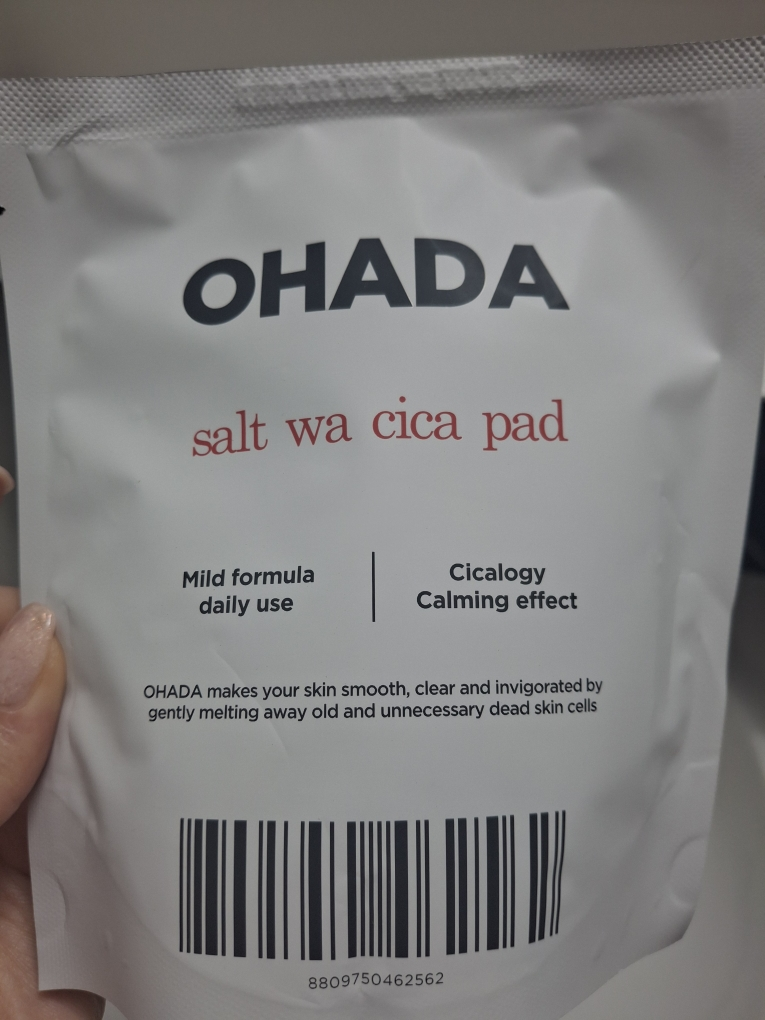 OHADA
salt wa cica pad
Mild formula
daily use
Cicalogy
Calming effect
OHADA makes your skin smooth, clear and invigorated by
gently melting away old and unnecessary dead skin cells
8809750462562